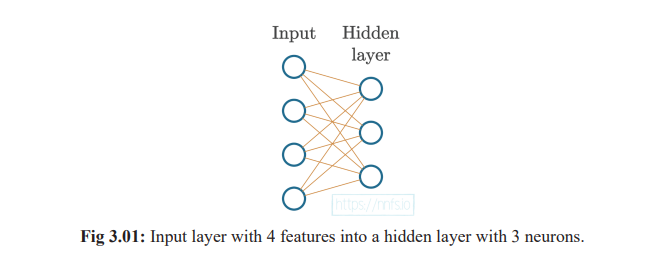 Input Hidden
layer
https://nnfs.io
Fig 3.01: Input layer with 4 features into a hidden layer with 3 neurons.